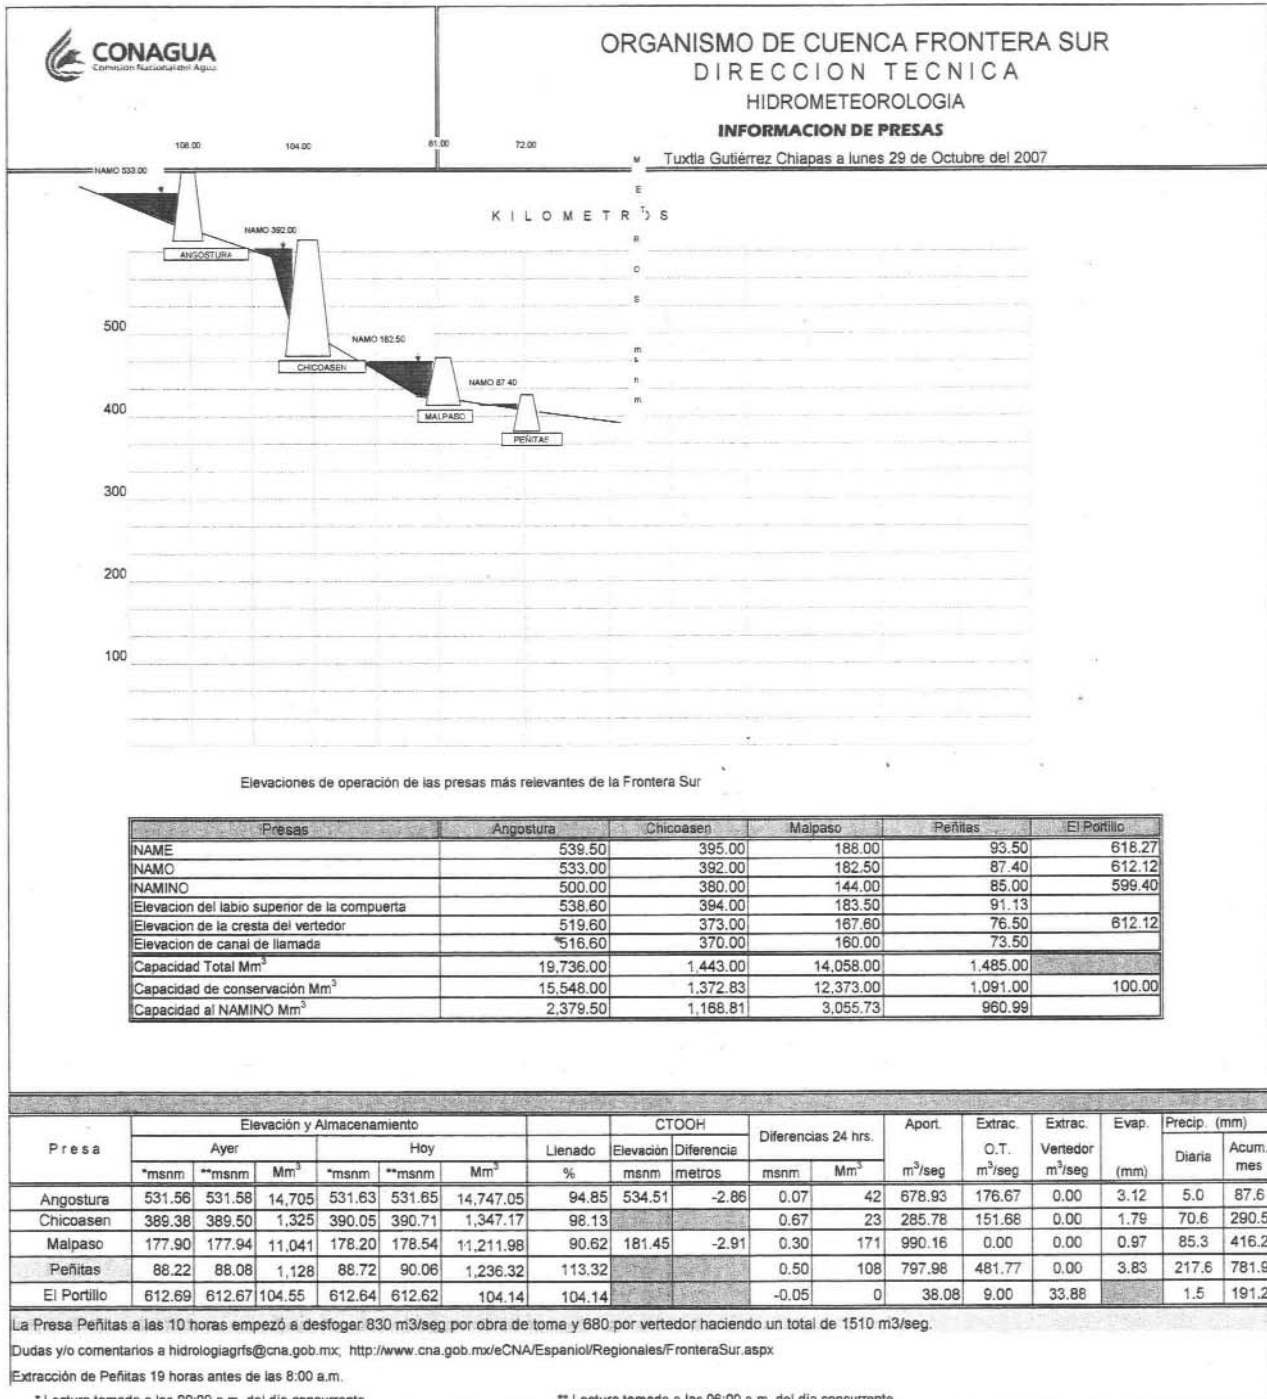 CONAGUA
Comisión Nacional del Agua
ORGANISMO DE CUENCA FRONTERA SUR
DIRECCION TECNICA
HIDROMETEOROLOGIA
INFORMACION DE PRESAS
Tuxtla Gutiérrez Chiapas a lunes 29 de Octubre del 2007
108.00 104.00 81.00 72.00
NAMO 533.00
KILOMETROS
METROS msnm
NAMO 392.00
ANGOSTURA
500
NAMO 182.50
CHICOASEN
NAMO 87.40
400
MALPASO
PEÑITAS
300
200
100
Elevaciones de operación de las presas más relevantes de la Frontera Sur
Presas Angostura Chicoasen Malpaso Peñitas El Portillo
NAME 539.50 395.00 188.00 93.50 618.27
NAMO 533.00 392.00 182.50 87.40 612.12
NAMINO 500.00 380.00 144.00 85.00 599.40
Elevacion del labio superior de la compuerta 538.60 394.00 183.50 91.13
Elevacion de la cresta del vertedor 519.60 373.00 167.60 76.50 612.12
Elevacion de canal de llamada 516.60 370.00 160.00 73.50
Capacidad Total Mm³ 19,736.00 1,443.00 14,058.00 1,485.00
Capacidad de conservación Mm³ 15,548.00 1,372.83 12,373.00 1,091.00 100.00
Capacidad al NAMINO Mm³ 2,379.50 1,168.81 3,055.73 960.99
Presa Elevación y Almacenamiento Llenado CTOOH Diferencias 24 hrs. Aport. Extrac. Extrac. Evap. Precip. (mm)
Ayer Hoy Elevación Diferencia O.T. Vertedor Diaria Acum. mes
*msnm **msnm Mm³ *msnm **msnm Mm³ % msnm metros msnm Mm³ m³/seg m³/seg m³/seg (mm)
Angostura 531.56 531.58 14,705 531.63 531.65 14,747.05 94.85 534.51 -2.86 0.07 42 678.93 176.67 0.00 3.12 5.0 87.6
Chicoasen 389.38 389.50 1,325 390.05 390.71 1,347.17 98.13 0.67 23 285.78 151.68 0.00 1.79 70.6 290.5
Malpaso 177.90 177.94 11,041 178.20 178.54 11,211.98 90.62 181.45 -2.91 0.30 171 990.16 0.00 0.00 0.97 85.3 416.2
Peñitas 88.22 88.08 1,128 88.72 90.06 1,236.32 113.32 0.50 108 797.98 481.77 0.00 3.83 217.6 781.9
El Portillo 612.69 612.67 104.55 612.64 612.62 104.14 104.14 -0.05 0 38.08 9.00 33.88 1.5 191.2
La Presa Peñitas a las 10 horas empezó a desfogar 830 m3/seg por obra de toma y 680 por vertedor haciendo un total de 1510 m3/seg.
Dudas y/o comentarios a hidrologiagrfs@cna.gob.mx; http://www.cna.gob.mx/eCNA/Espaniol/Regionales/FronteraSur.aspx
Extracción de Peñitas 19 horas antes de las 8:00 a.m.
* Lectura tomada a las 00:00 a.m. del día concurrente ** Lectura tomada a las 06:00 a.m. del día concurrente